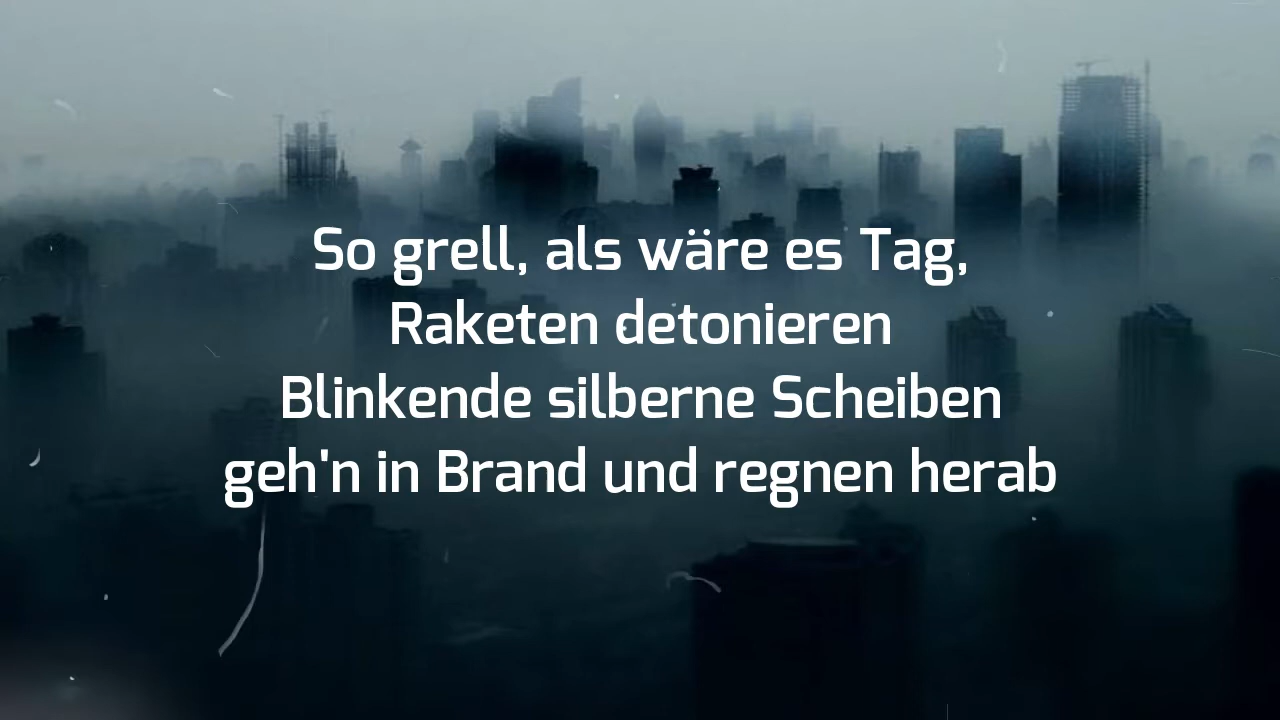 So grell, als wäre es Tag,
Raketen detonieren
Blinkende silberne Scheiben
geh'n in Brand und regnen herab